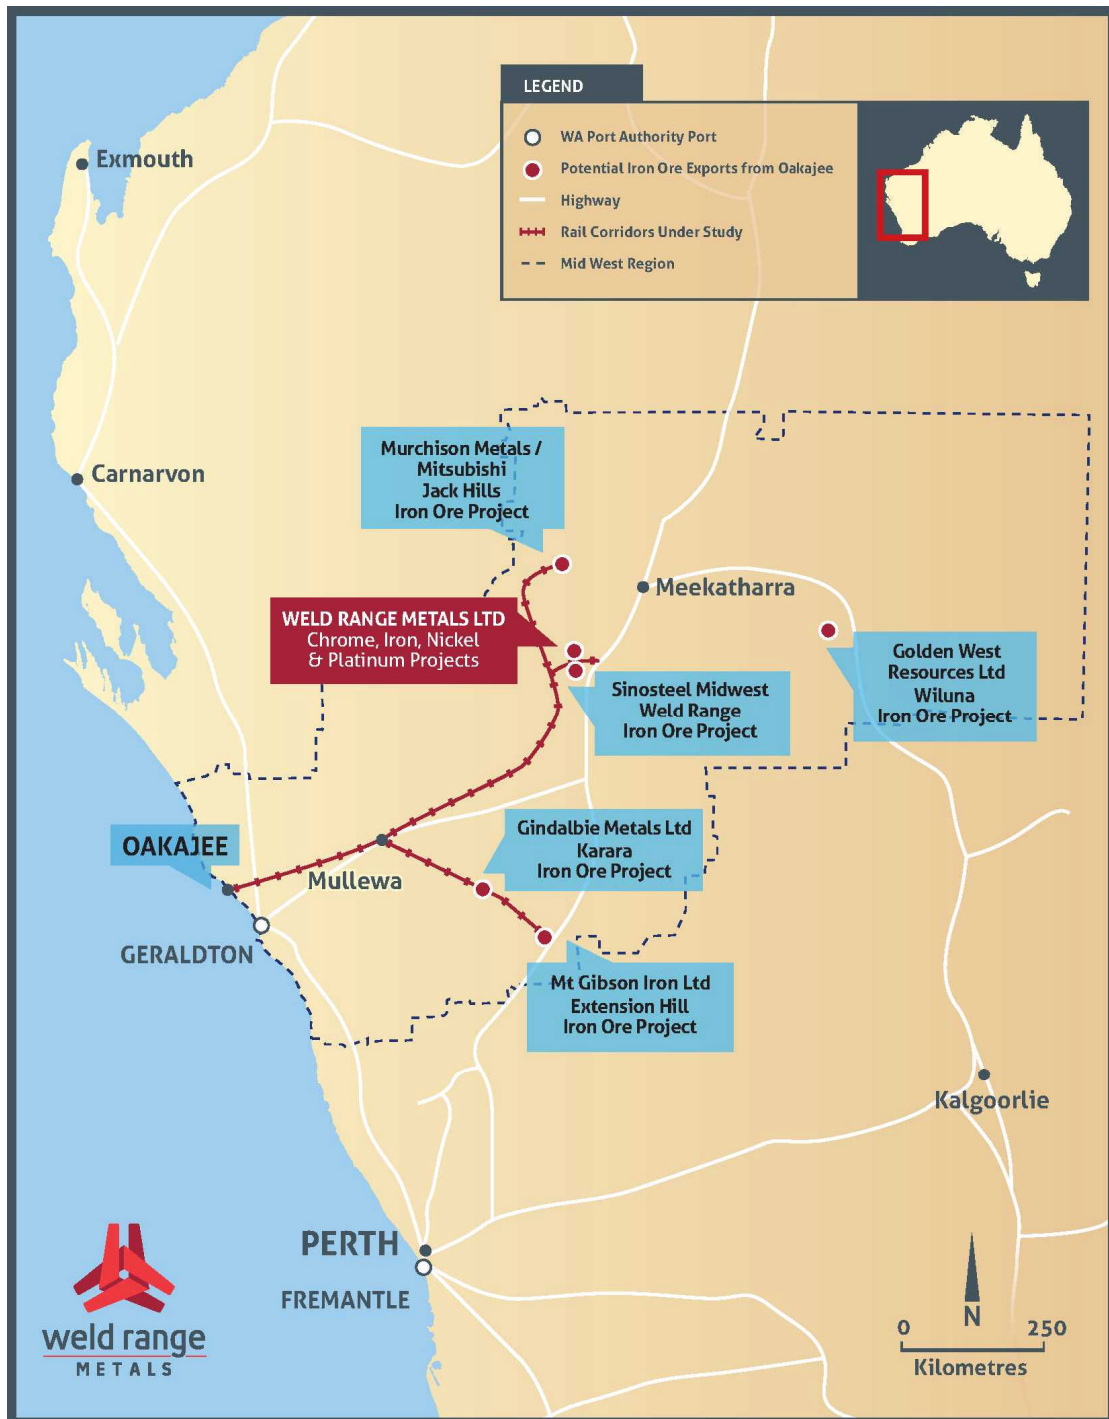 LEGEND
WA Port Authority Port
Potential Iron Ore Exports from Oakajee
Highway
Rail Corridors Under Study
Mid West Region
Exmouth
Carnarvon
Murchison Metals /
Mitsubishi
Jack Hills
Iron Ore Project
Meekatharra
WELD RANGE METALS LTD
Chrome, Iron, Nickel
& Platinum Projects
Golden West
Resources Ltd
Wiluna
Iron Ore Project
Sinosteel Midwest
Weld Range
Iron Ore Project
OAKAJEE
Mullewa
Gindalbie Metals Ltd
Karara
Iron Ore Project
GERALDTON
Mt Gibson Iron Ltd
Extension Hill
Iron Ore Project
Kalgoorlie
PERTH
FREMANTLE
weld range
METALS
N
0 250
Kilometres